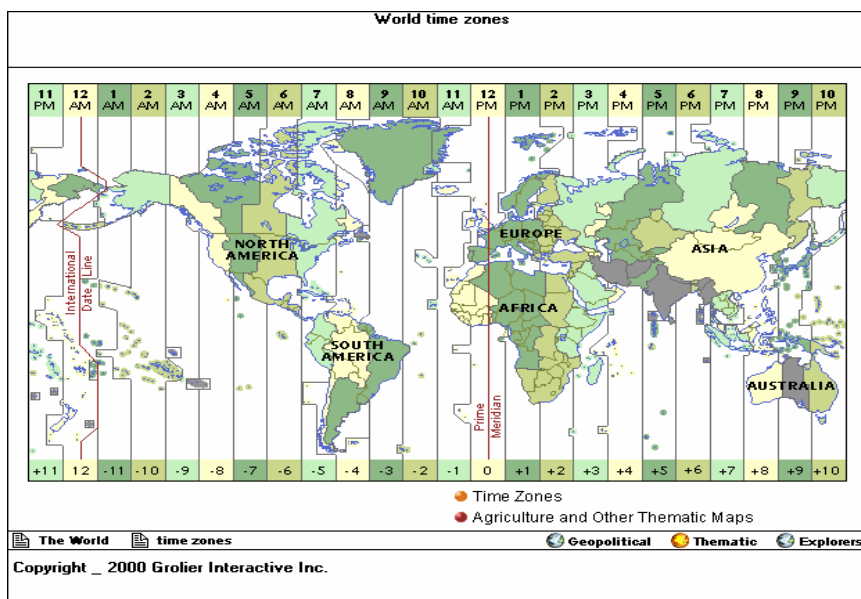 World time zones
11 12 1 2 3 4 5 6 7 8 9 10 11 12 1 2 3 4 5 6 7 8 9 10
PM AM AM AM AM AM AM AM AM AM AM AM AM PM PM PM PM PM PM PM PM PM PM PM
International
Date Line
NORTH
AMERICA
SOUTH
AMERICA
EUROPE
AFRICA
ASIA
AUSTRALIA
Prime
Meridian
+11 12 -11 -10 -9 -8 -7 -6 -5 -4 -3 -2 -1 0 +1 +2 +3 +4 +5 +6 +7 +8 +9 +10
Time Zones
Agriculture and Other Thematic Maps
The World time zones Geopolitical Thematic Explorers
Copyright _ 2000 Grolier Interactive Inc.